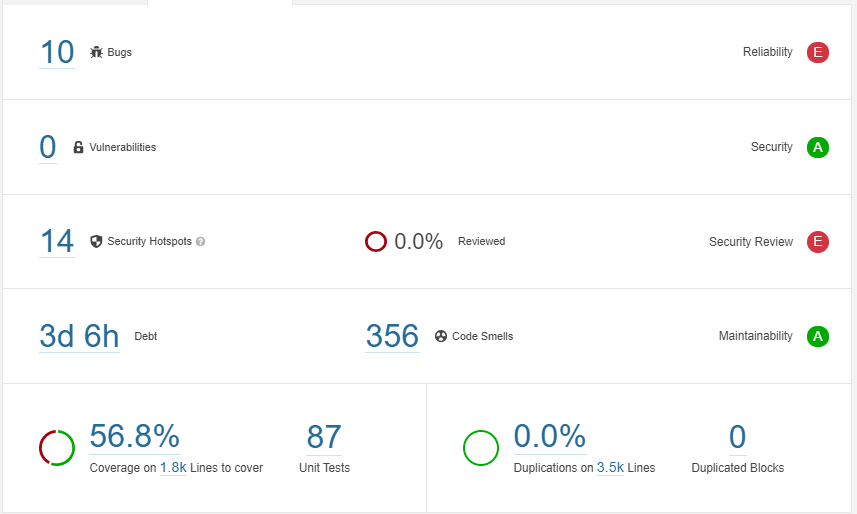 10 Bugs Reliability E
0 Vulnerabilities Security A
14 Security Hotspots ? 0.0% Reviewed Security Review E
3d 6h Debt 356 Code Smells Maintainability A
56.8% 87 0.0% 0
Coverage on 1.8k Lines to cover Unit Tests Duplications on 3.5k Lines Duplicated Blocks